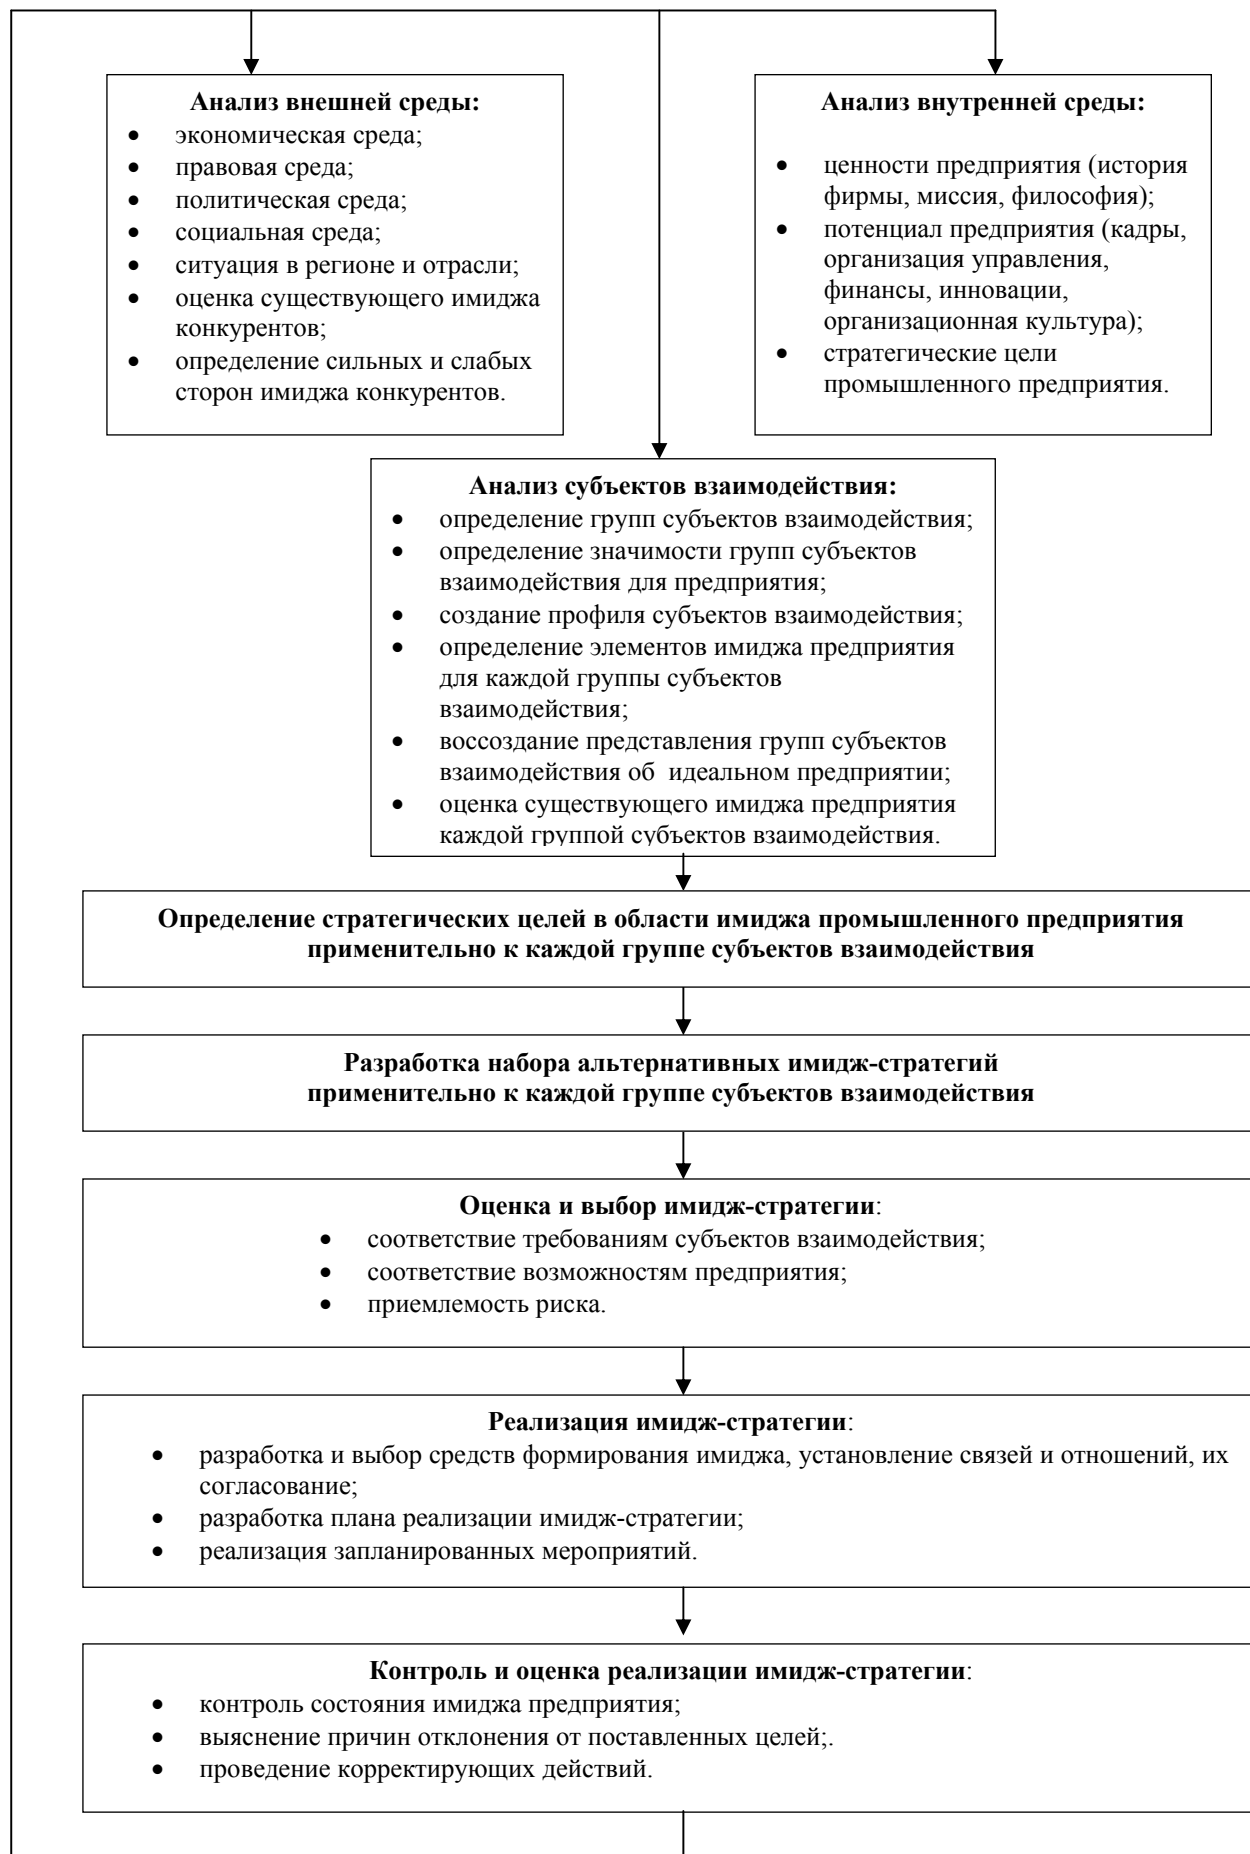 Анализ внешней среды:
• экономическая среда;
• правовая среда;
• политическая среда;
• социальная среда;
• ситуация в регионе и отрасли;
• оценка существующего имиджа
конкурентов;
• определение сильных и слабых
сторон имиджа конкурентов.
Анализ внутренней среды:
• ценности предприятия (история
фирмы, миссия, философия);
• потенциал предприятия (кадры,
организация управления,
финансы, инновации,
организационная культура);
• стратегические цели
промышленного предприятия.
Анализ субъектов взаимодействия:
• определение групп субъектов взаимодействия;
• определение значимости групп субъектов
взаимодействия для предприятия;
• создание профиля субъектов взаимодействия;
• определение элементов имиджа предприятия
для каждой группы субъектов
взаимодействия;
• воссоздание представления групп субъектов
взаимодействия об  идеальном предприятии;
• оценка существующего имиджа предприятия
каждой группой субъектов взаимодействия.
Определение стратегических целей в области имиджа промышленного предприятия
применительно к каждой группе субъектов взаимодействия
Разработка набора альтернативных имидж-стратегий
применительно к каждой группе субъектов взаимодействия
Оценка и выбор имидж-стратегии:
• соответствие требованиям субъектов взаимодействия;
• соответствие возможностям предприятия;
• приемлемость риска.
Реализация имидж-стратегии:
• разработка и выбор средств формирования имиджа, установление связей и отношений, их
согласование;
• разработка плана реализации имидж-стратегии;
• реализация запланированных мероприятий.
Контроль и оценка реализации имидж-стратегии:
• контроль состояния имиджа предприятия;
• выяснение причин отклонения от поставленных целей;.
• проведение корректирующих действий.